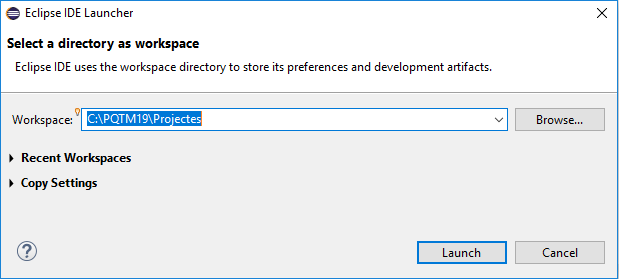 Eclipse IDE Launcher
Select a directory as workspace
Eclipse IDE uses the workspace directory to store its preferences and development artifacts.
Workspace: C:\PQTM19\Projectes Browse...
Recent Workspaces
Copy Settings
? Launch Cancel